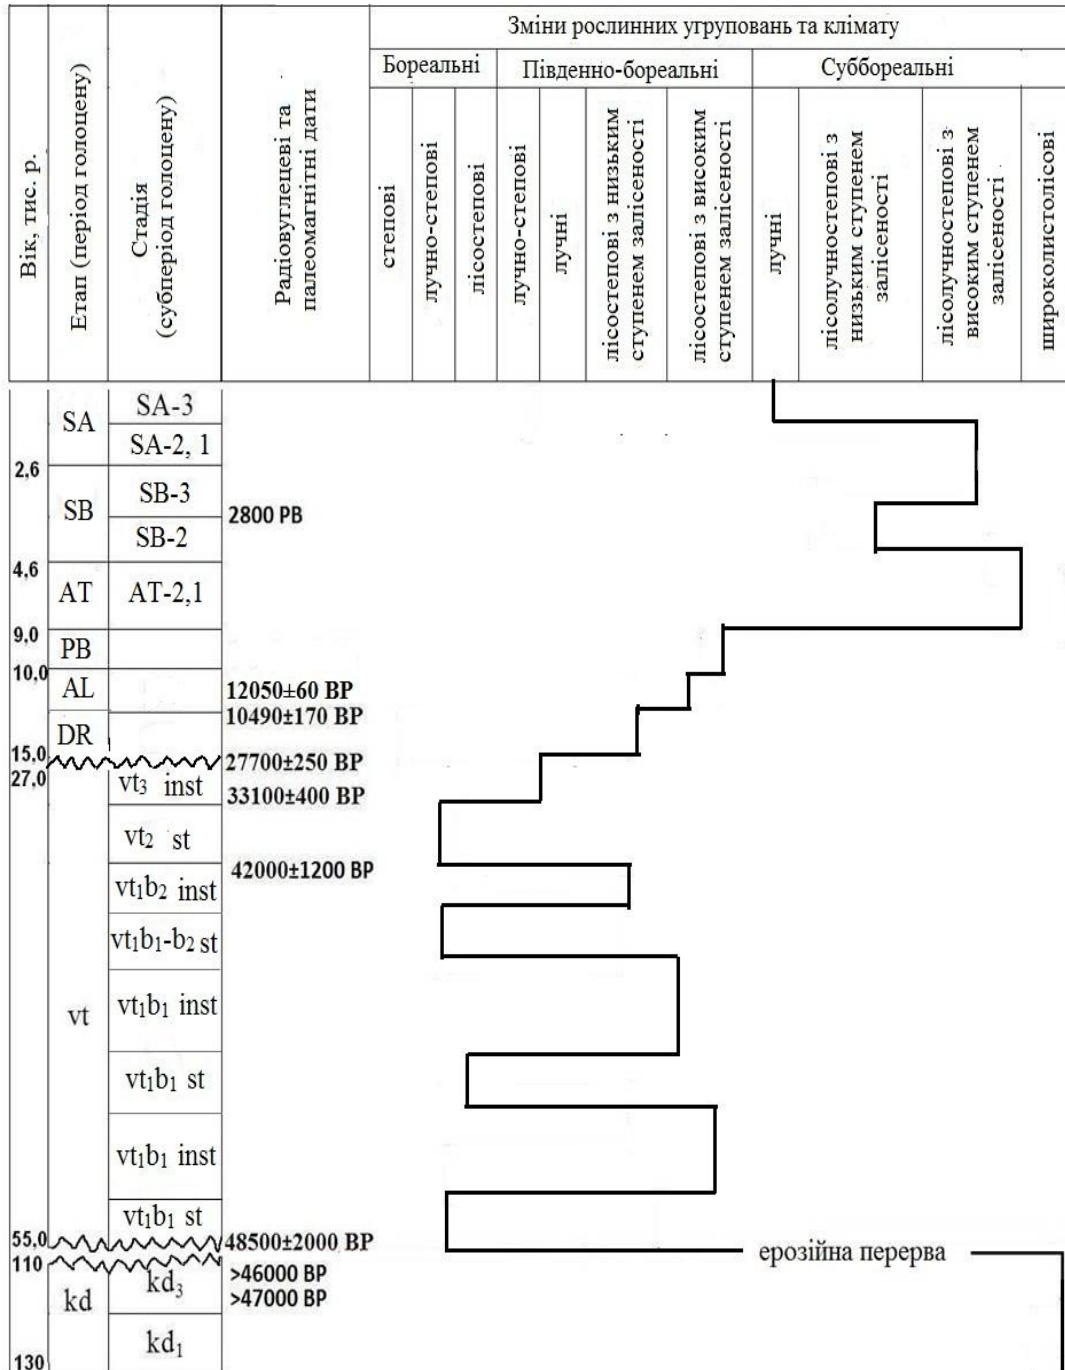 Зміни рослинних угруповань та клімату
Бореальні
Південно-бореальні
Суббореальні
Вік, тис. р.
Етап (період голоцену)
Стадія
(субперіод голоцену)
Радіовуглецеві та
палеомагнітні дати
степові
лучно-степові
лісостепові
лучно-степові
лучні
лісостепові з низьким
ступенем залісеності
лісостепові з високим
ступенем залісеності
лучні
лісолучностепові з
низьким ступенем
залісеності
лісолучностепові з
високим ступенем
залісеності
широколистолісові
SA
SA-3
SA-2, 1
2,6
SB
SB-3
2800 PB
SB-2
4,6
AT
AT-2,1
9,0
PB
10,0
AL
12050±60 BP
10490±170 BP
DR
15,0
27700±250 BP
27,0
vt3 inst
33100±400 BP
vt2 st
42000±1200 BP
vt1b2 inst
vt1b1-b2 st
vt
vt1b1 inst
vt1b1 st
vt1b1 inst
vt1b1 st
55,0
48500±2000 BP
ерозійна перерва
110
kd
kd3
>46000 BP
>47000 BP
kd1
130